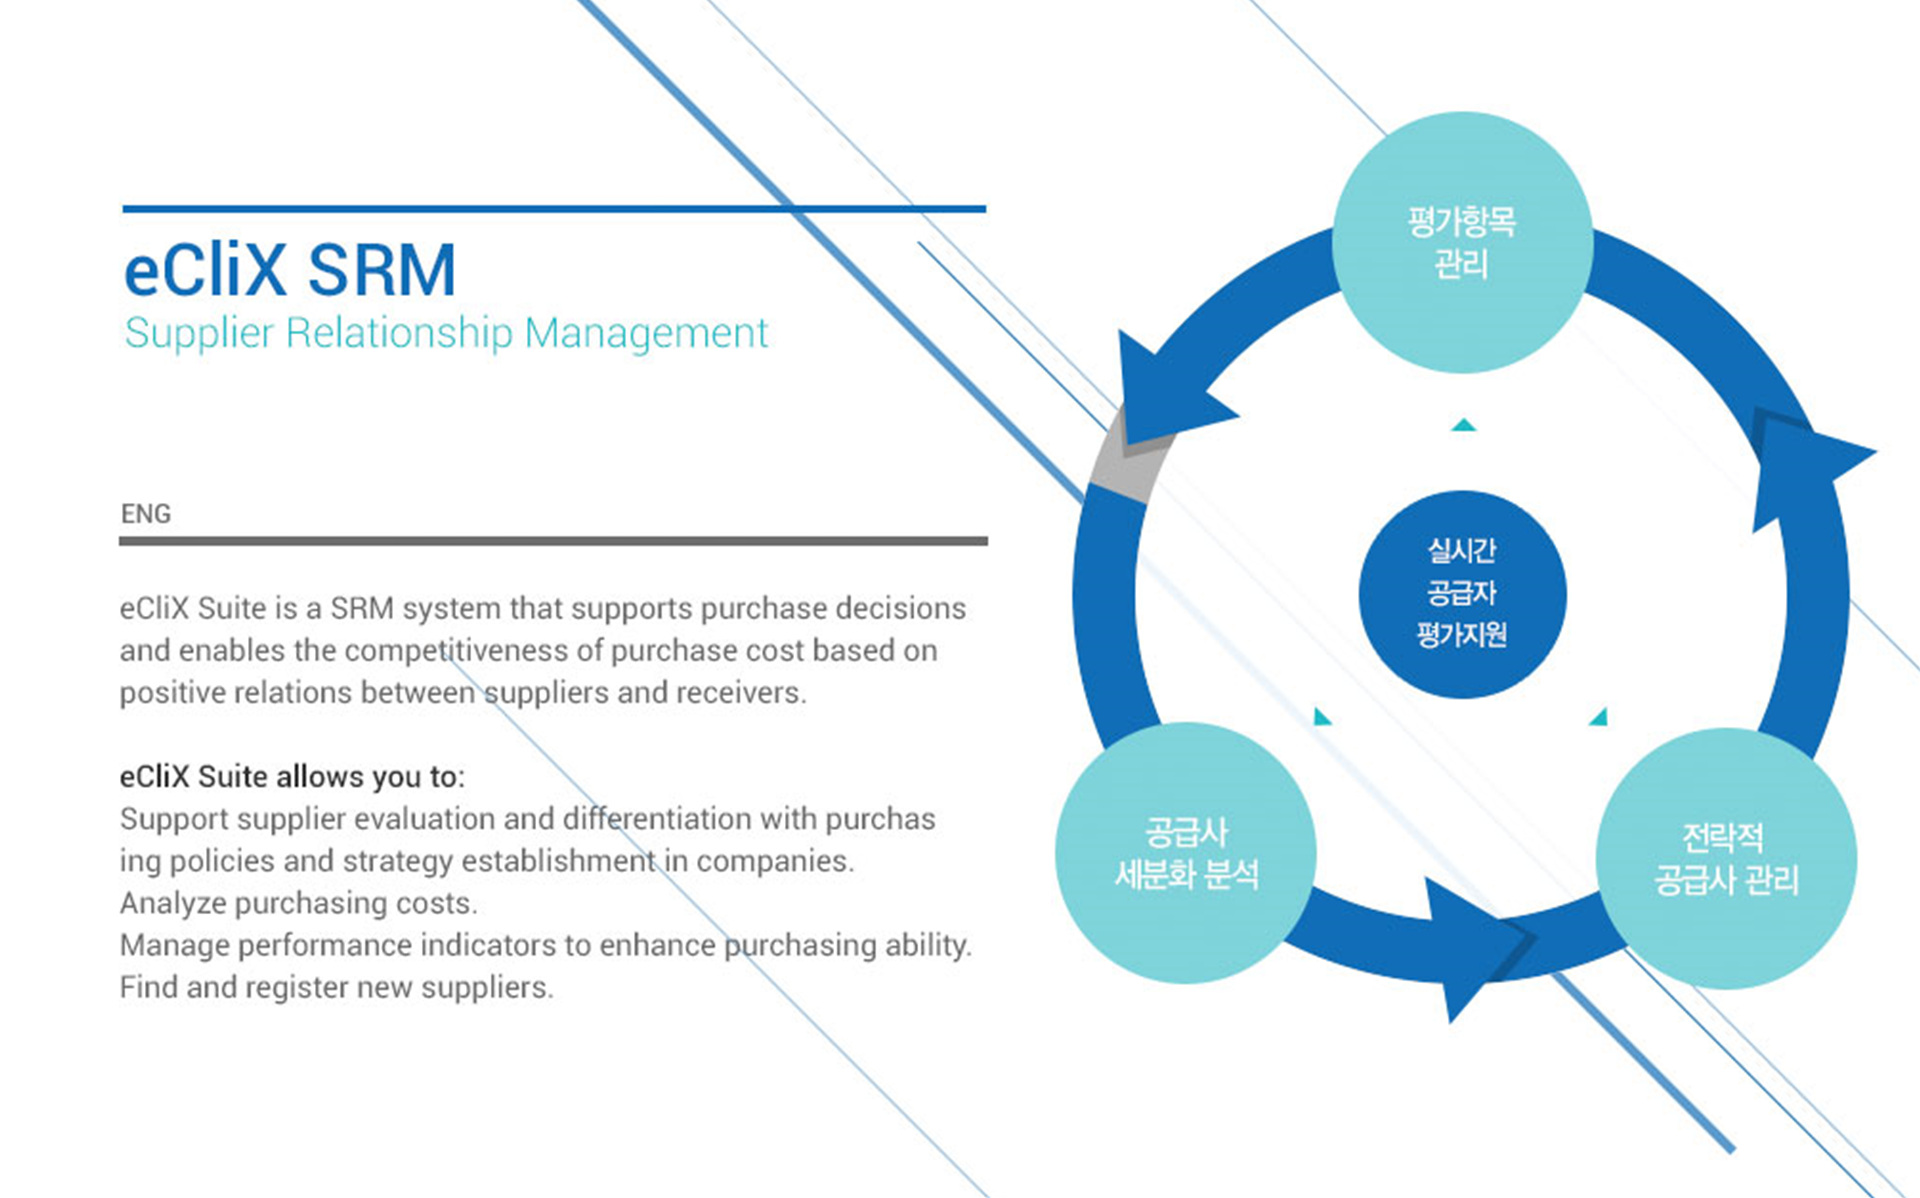 eCliX SRM
Supplier Relationship Management
ENG
eCliX Suite is a SRM system that supports purchase decisions
and enables the competitiveness of purchase cost based on
positive relations between suppliers and receivers.
eCliX Suite allows you to:
Support supplier evaluation and differentiation with purchas
ing policies and strategy establishment in companies.
Analyze purchasing costs.
Manage performance indicators to enhance purchasing ability.
Find and register new suppliers.
평가항목
관리
실시간
공급자
평가지원
공급사
세분화 분석
전략적
공급사 관리